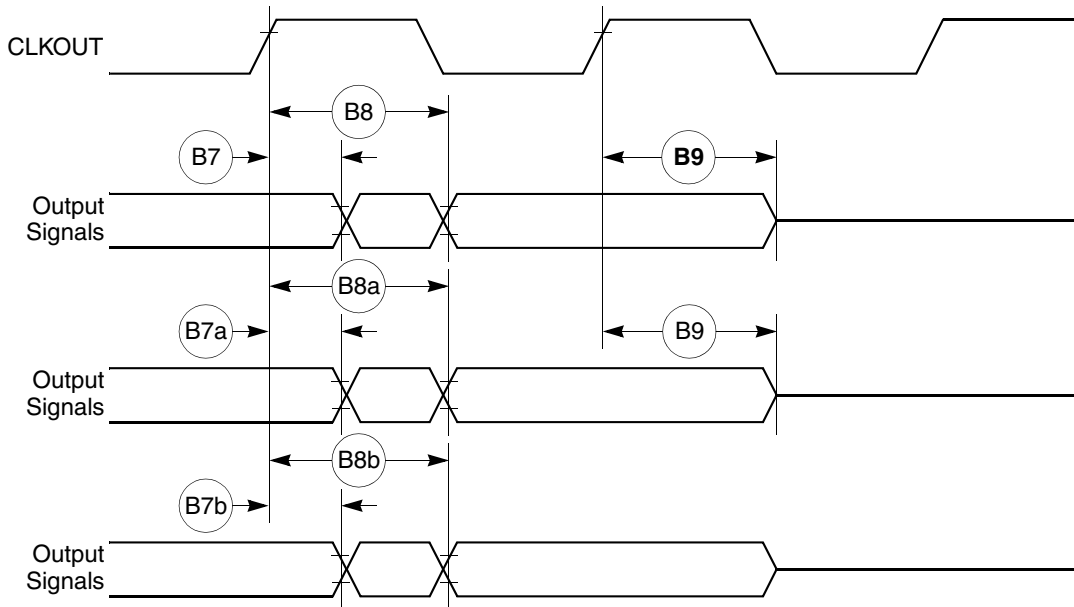 CLKOUT
B8
B7
B9
Output
Signals
B8a
B7a
B9
Output
Signals
B8b
B7b
Output
Signals